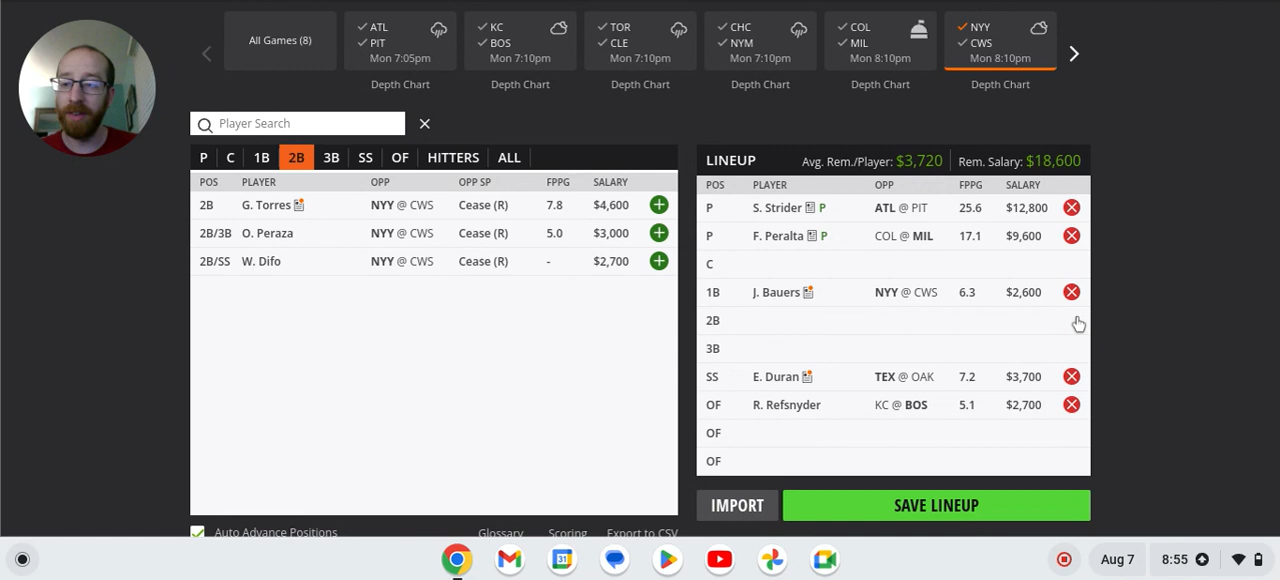 All Games (8)
ATL
PIT
Mon 7:05pm
Depth Chart
KC
BOS
Mon 7:10pm
Depth Chart
TOR
CLE
Mon 7:10pm
Depth Chart
CHC
NYM
Mon 7:10pm
Depth Chart
COL
MIL
Mon 8:10pm
Depth Chart
NYY
CWS
Mon 8:10pm
Depth Chart
Player Search
P C 1B 2B 3B SS OF HITTERS ALL
POS PLAYER OPP OPP SP FPPG SALARY
2B G. Torres NYY @ CWS Cease (R) 7.8 $4,600
2B/3B O. Peraza NYY @ CWS Cease (R) 5.0 $3,000
2B/SS W. Difo NYY @ CWS Cease (R) - $2,700
Auto Advance Positions Glossary Scoring Export to CSV
LINEUP Avg. Rem./Player: $3,720 Rem. Salary: $18,600
POS PLAYER OPP FPPG SALARY
P S. Strider P ATL @ PIT 25.6 $12,800
P F. Peralta P COL @ MIL 17.1 $9,600
C
1B J. Bauers NYY @ CWS 6.3 $2,600
2B
3B
SS E. Duran TEX @ OAK 7.2 $3,700
OF R. Refsnyder KC @ BOS 5.1 $2,700
OF
OF
IMPORT SAVE LINEUP
31
Aug 7 8:55